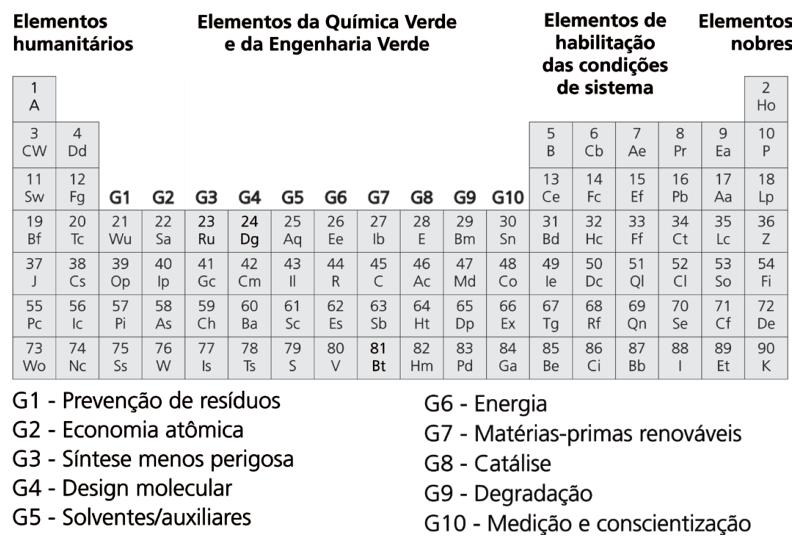 Elementos humanitários
Elementos da Química Verde e da Engenharia Verde
Elementos de habilitação das condições de sistema
Elementos nobres
1 2
A Ho
3 4 5 6 7 8 9 10
CW Dd B Cb Ae Pr Ea P
11 12 13 14 15 16 17 18
Sw Fg G1 G2 G3 G4 G5 G6 G7 G8 G9 G10 Ce Fc Ef Pb Aa Lp
19 20 21 22 23 24 25 26 27 28 29 30 31 32 33 34 35 36
Bf Tc Wu Sa Ru Dg Aq Ee Ib E Bm Sn Bd Hc Ff Ct Lc Z
37 38 39 40 41 42 43 44 45 46 47 48 49 50 51 52 53 54
J Cs Op Ip Gc Cm Il R C Ac Md Co Ie Dc Ql Cl So Fi
55 56 57 58 59 60 61 62 63 64 65 66 67 68 69 70 71 72
Pc Ic Pi As Ch Ba Sc Es Sb Ht Dp Ex Tg Rf Qn Se Cf De
73 74 75 76 77 78 79 80 81 82 83 84 85 86 87 88 89 90
Wo Nc Ss W Is Ts S V Bt Hm Pd Ga Be Ci Bb I Et K
G1 - Prevenção de resíduos
G2 - Economia atômica
G3 - Síntese menos perigosa
G4 - Design molecular
G5 - Solventes/auxiliares
G6 - Energia
G7 - Matérias-primas renováveis
G8 - Catálise
G9 - Degradação
G10 - Medição e conscientização